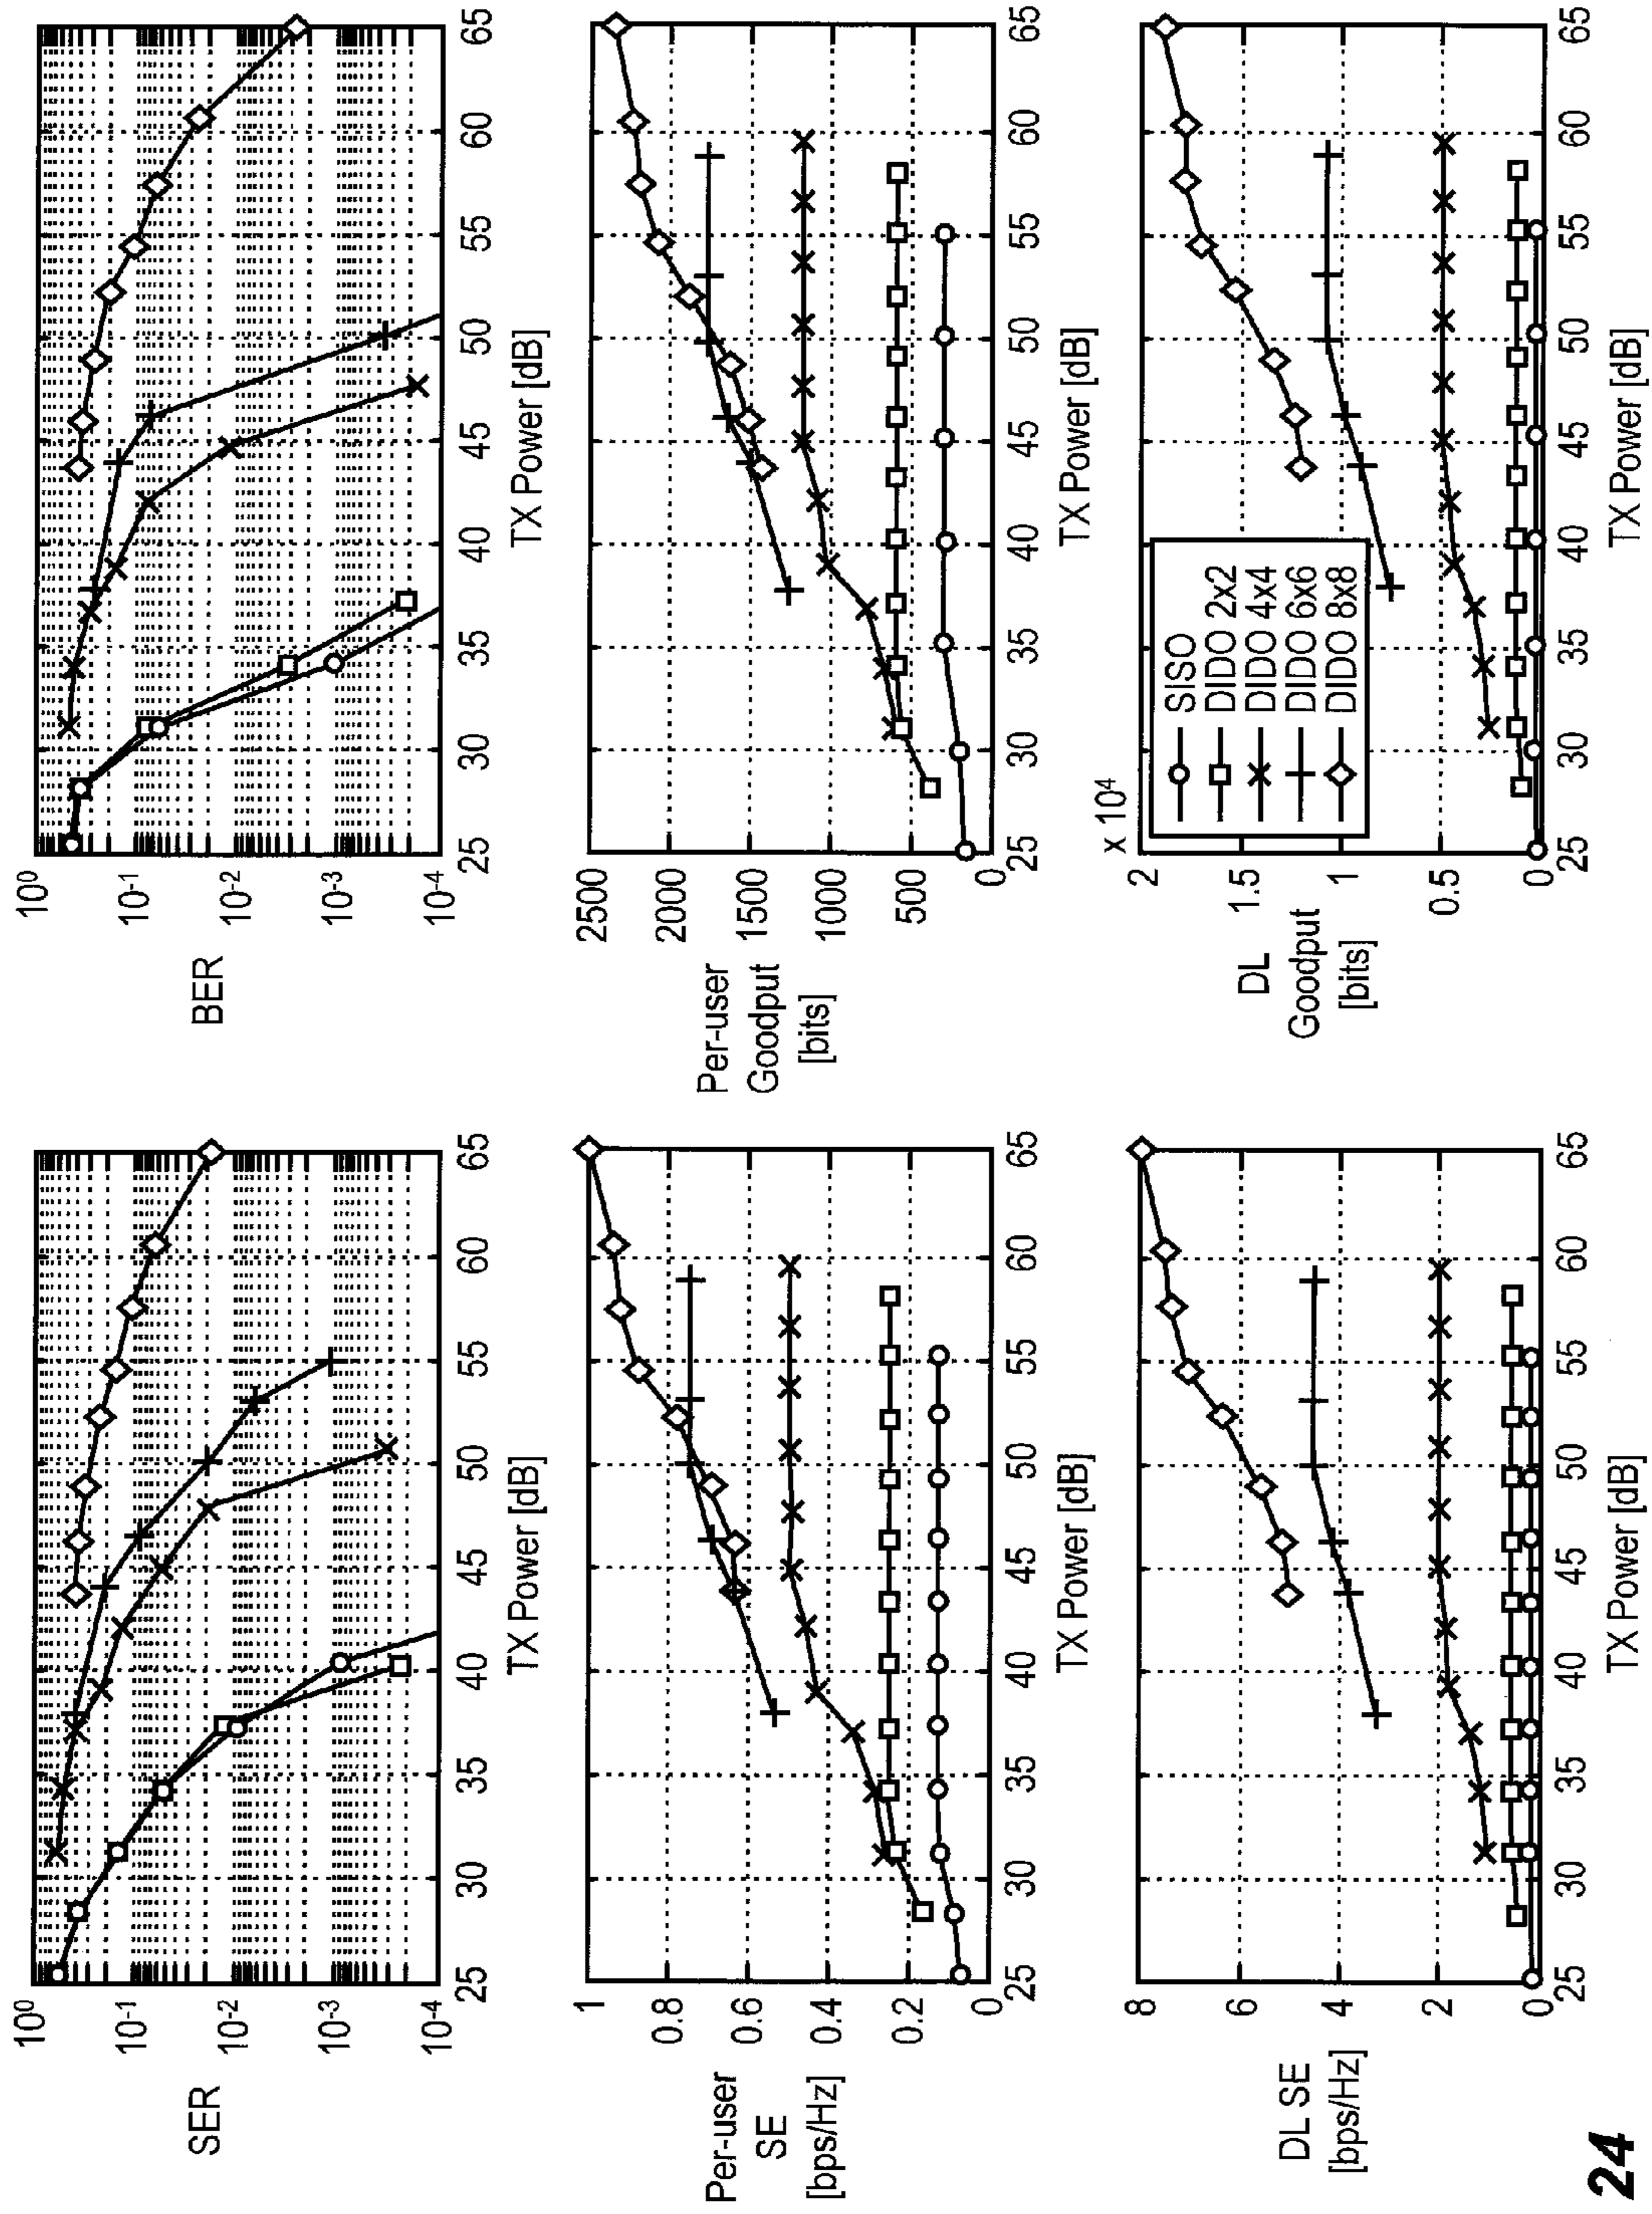 SER
10⁰
10⁻¹
10⁻²
10⁻³
10⁻⁴
25 30 35 40 45 50 55 60 65
TX Power [dB]
BER
10⁰
10⁻¹
10⁻²
10⁻³
10⁻⁴
25 30 35 40 45 50 55 60 65
TX Power [dB]
Per-user
SE
[bps/Hz]
1
0.8
0.6
0.4
0.2
0
25 30 35 40 45 50 55 60 65
TX Power [dB]
Per-user
Goodput
[bits]
2500
2000
1500
1000
500
0
25 30 35 40 45 50 55 60 65
TX Power [dB]
DL SE
[bps/Hz]
8
6
4
2
0
25 30 35 40 45 50 55 60 65
TX Power [dB]
DL
Goodput
[bits]
x 10⁴
2
1.5
1
0.5
0
25 30 35 40 45 50 55 60 65
TX Power [dB]
SISO
DIDO 2x2
DIDO 4x4
DIDO 6x6
DIDO 8x8
24